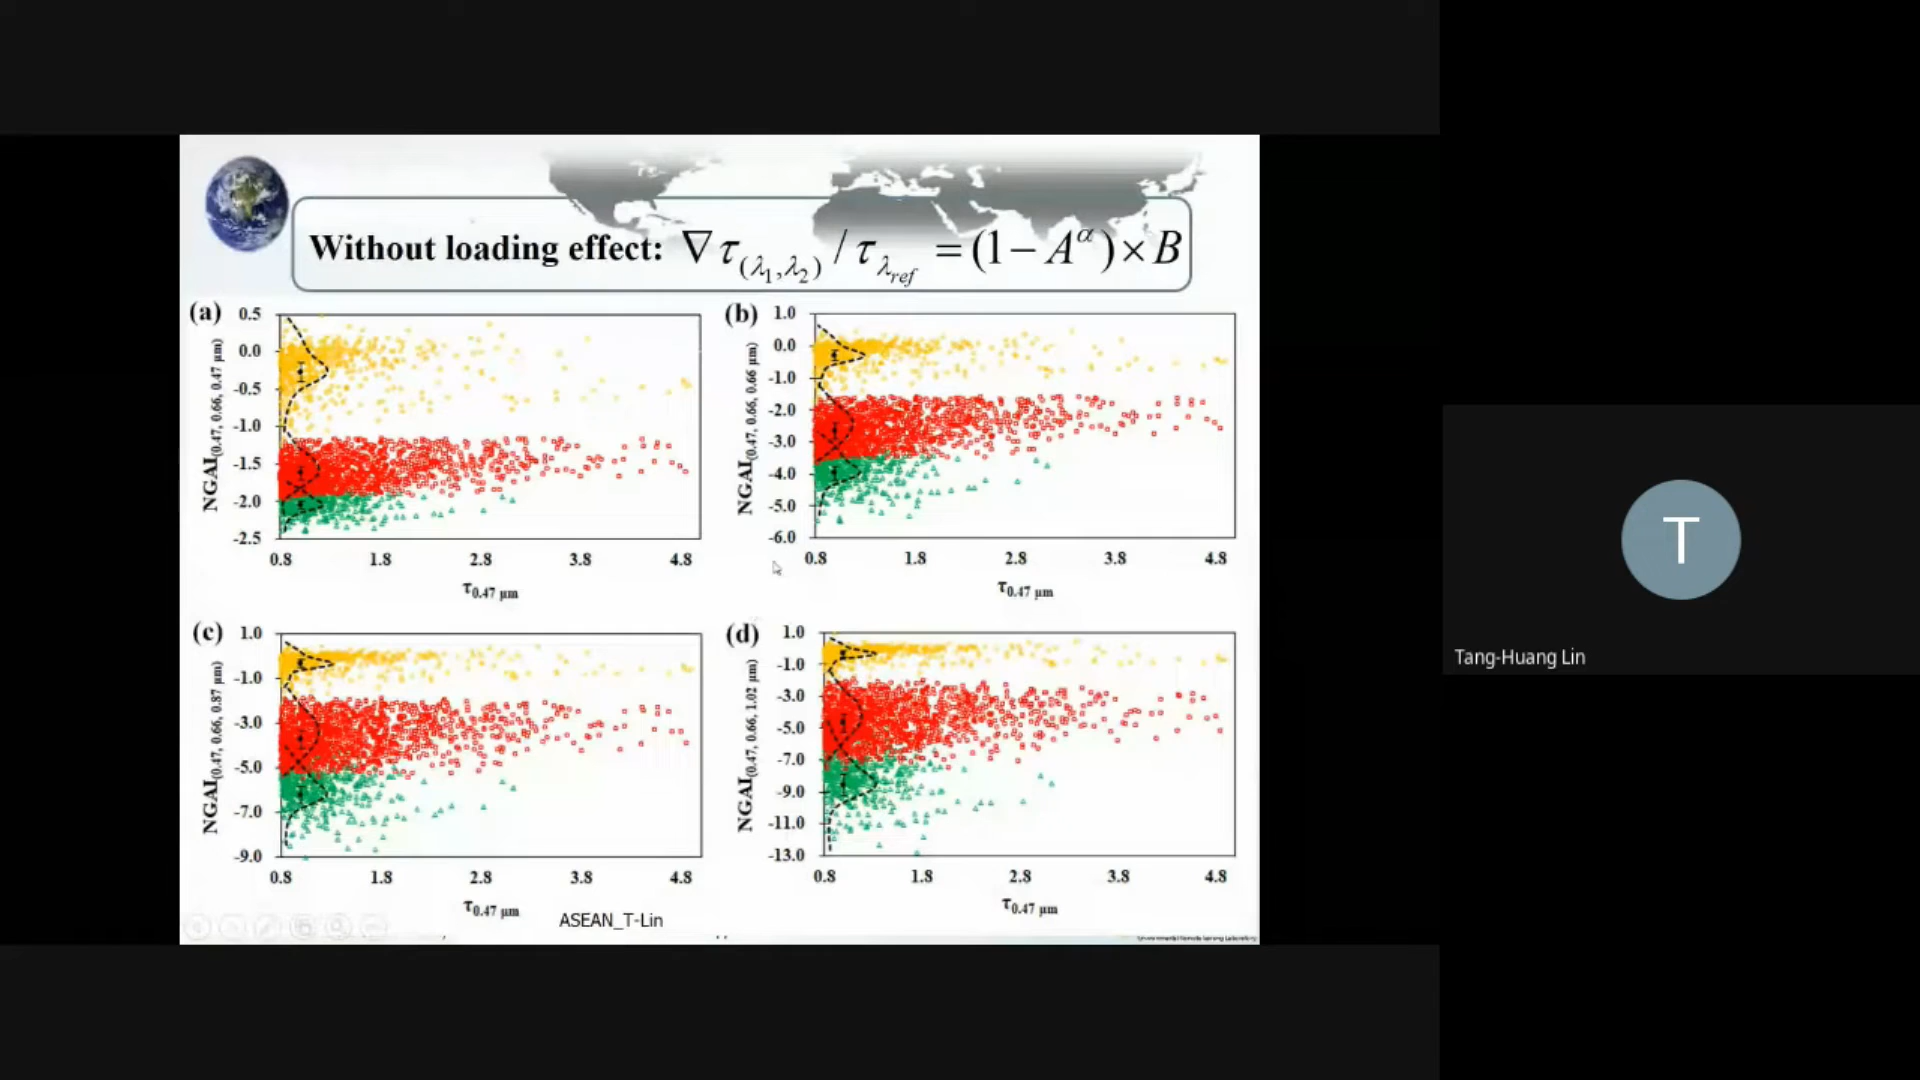 Without loading effect: ∇τ(λ1,λ2) / τλref = (1 − A^α) × B
(a)
0.5
0.0
-0.5
-1.0
-1.5
-2.0
-2.5
NGAI(0.47, 0.66, 0.47 μm)
0.8 1.8 2.8 3.8 4.8
τ0.47 μm
(b)
1.0
0.0
-1.0
-2.0
-3.0
-4.0
-5.0
-6.0
NGAI(0.47, 0.66, 0.66 μm)
0.8 1.8 2.8 3.8 4.8
τ0.47 μm
(c)
1.0
-1.0
-3.0
-5.0
-7.0
-9.0
NGAI(0.47, 0.66, 0.87 μm)
0.8 1.8 2.8 3.8 4.8
τ0.47 μm
(d)
1.0
-1.0
-3.0
-5.0
-7.0
-9.0
-11.0
-13.0
NGAI(0.47, 0.66, 1.02 μm)
0.8 1.8 2.8 3.8 4.8
τ0.47 μm
ASEAN_T-Lin
Environmental Remote Sensing Laboratory
T
Tang-Huang Lin